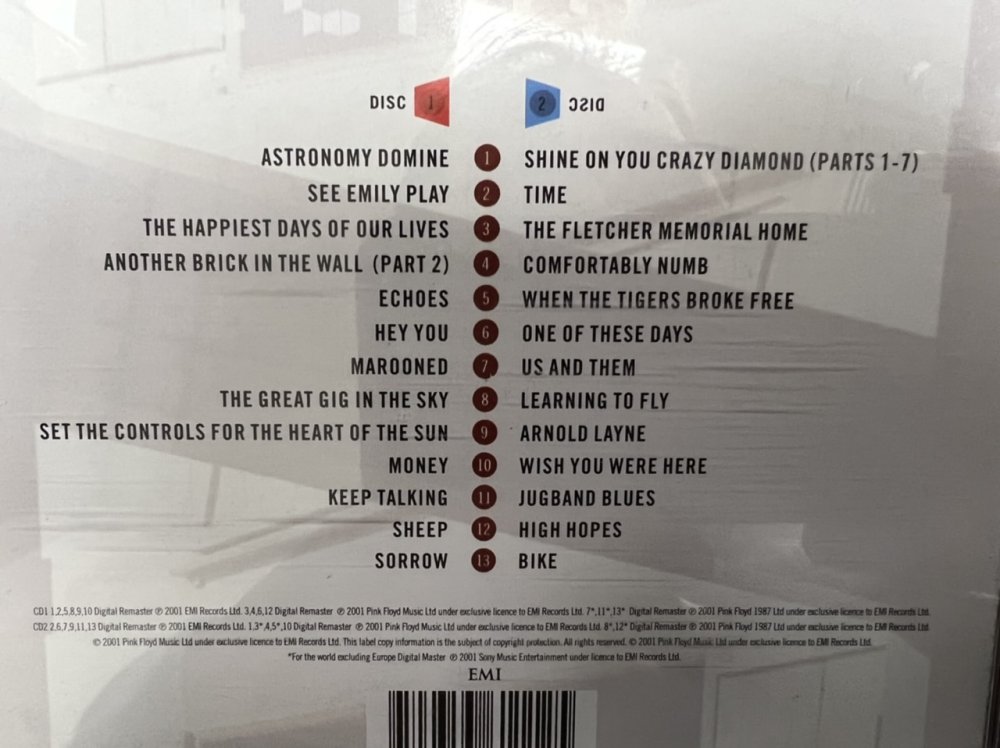 DISC 1 2 DISC
ASTRONOMY DOMINE 1 SHINE ON YOU CRAZY DIAMOND (PARTS 1-7)
SEE EMILY PLAY 2 TIME
THE HAPPIEST DAYS OF OUR LIVES 3 THE FLETCHER MEMORIAL HOME
ANOTHER BRICK IN THE WALL (PART 2) 4 COMFORTABLY NUMB
ECHOES 5 WHEN THE TIGERS BROKE FREE
HEY YOU 6 ONE OF THESE DAYS
MAROONED 7 US AND THEM
THE GREAT GIG IN THE SKY 8 LEARNING TO FLY
SET THE CONTROLS FOR THE HEART OF THE SUN 9 ARNOLD LAYNE
MONEY 10 WISH YOU WERE HERE
KEEP TALKING 11 JUGBAND BLUES
SHEEP 12 HIGH HOPES
SORROW 13 BIKE
CD1 1,2,5,8,9,10 Digital Remaster ℗ 2001 EMI Records Ltd. 3,4,6,12 Digital Remaster ℗ 2001 Pink Floyd Music Ltd under exclusive licence to EMI Records Ltd. 7*,11*,13* Digital Remaster ℗ 2001 Pink Floyd 1987 Ltd under exclusive licence to EMI Records Ltd.
CD2 2,6,7,9,11,13 Digital Remaster ℗ 2001 EMI Records Ltd. 1,3*,4,5*,10 Digital Remaster ℗ 2001 Pink Floyd Music Ltd under exclusive licence to EMI Records Ltd. 8*,12* Digital Remaster ℗ 2001 Pink Floyd 1987 Ltd under exclusive licence to EMI Records Ltd.
© 2001 Pink Floyd Music Ltd under exclusive licence to EMI Records Ltd. This label copy information is the subject of copyright protection. All rights reserved. © 2001 Pink Floyd Music Ltd under exclusive licence to EMI Records Ltd.
*For the world excluding Europe Digital Master ℗ 2001 Sony Music Entertainment under licence to EMI Records Ltd.
EMI